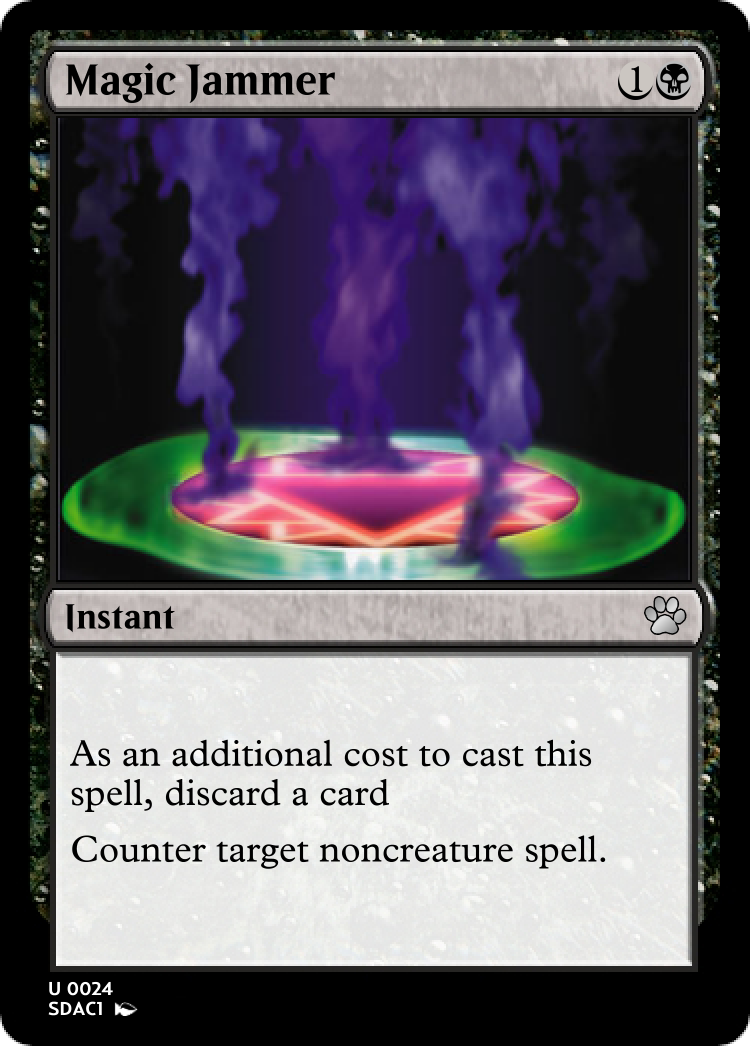 Magic Jammer 1
Instant
As an additional cost to cast this
spell, discard a card
Counter target noncreature spell.
U 0024
SDAC1